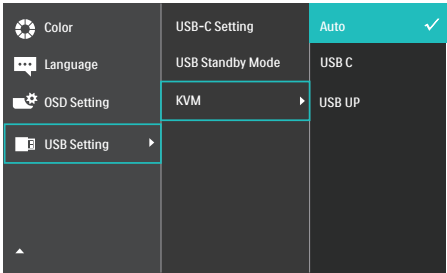 Color
Language
OSD Setting
USB Setting
USB-C Setting
USB Standby Mode
KVM
Auto
USB C
USB UP